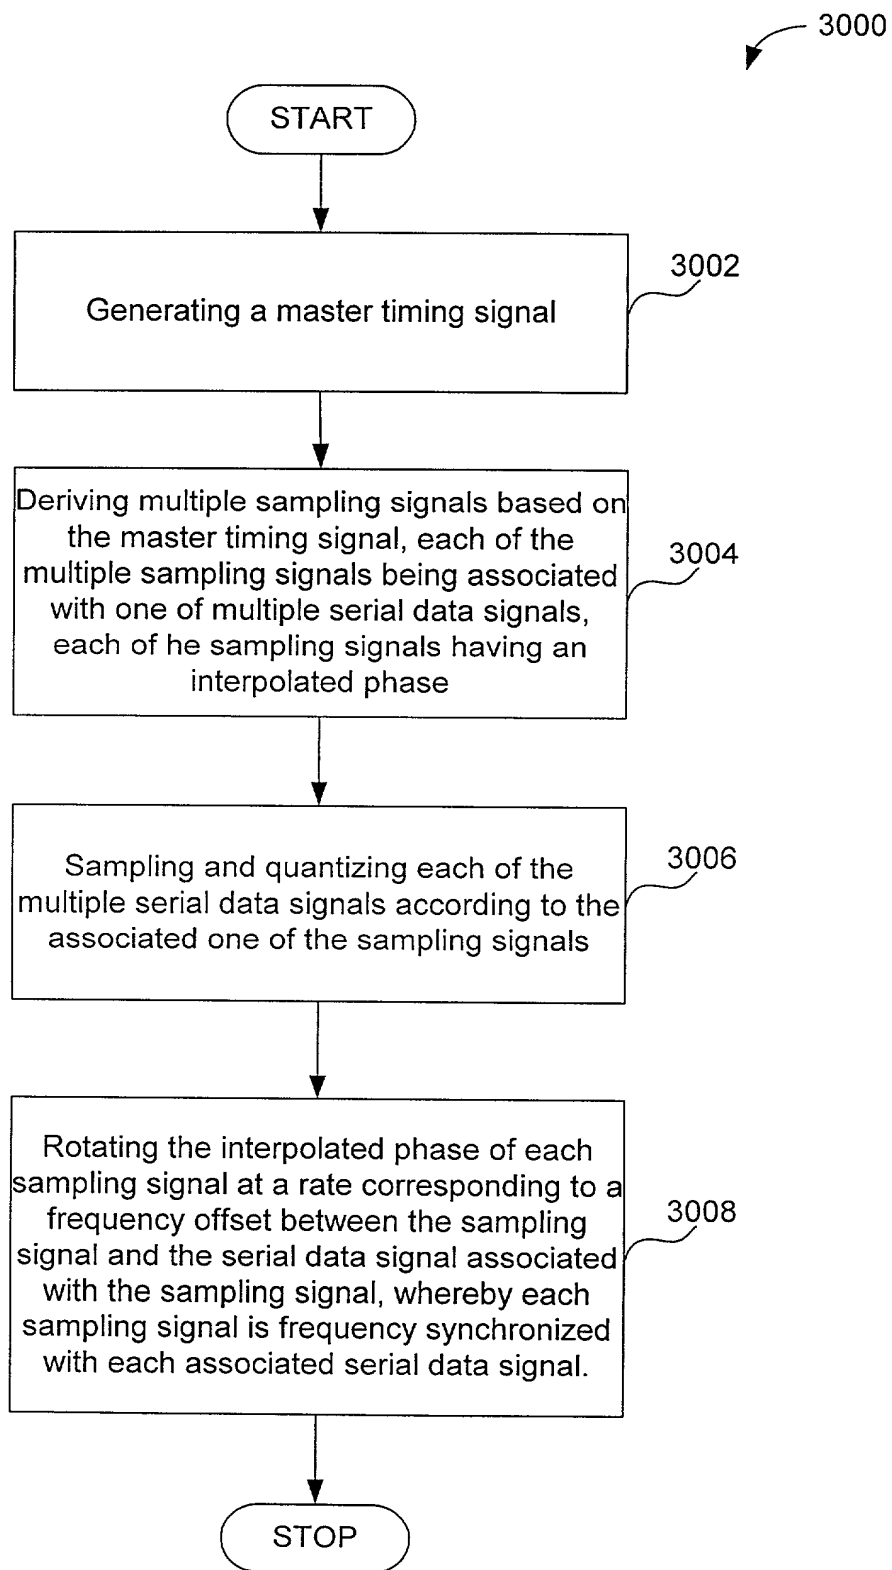 3000
START
Generating a master timing signal
3002
Deriving multiple sampling signals based on
the master timing signal, each of the
multiple sampling signals being associated
with one of multiple serial data signals,
each of he sampling signals having an
interpolated phase
3004
Sampling and quantizing each of the
multiple serial data signals according to the
associated one of the sampling signals
3006
Rotating the interpolated phase of each
sampling signal at a rate corresponding to a
frequency offset between the sampling
signal and the serial data signal associated
with the sampling signal, whereby each
sampling signal is frequency synchronized
with each associated serial data signal.
3008
STOP